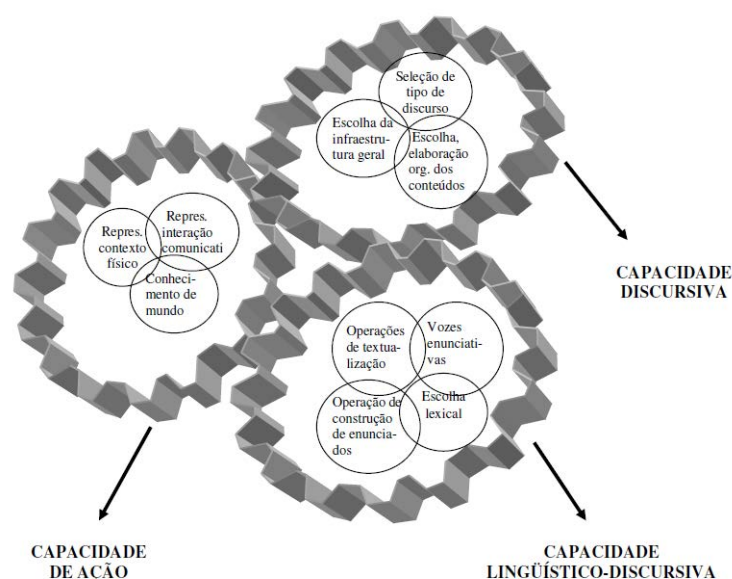 Seleção de
tipo de
discurso
Escolha da
infraestru-
tura geral
Escolha,
elaboração
org. dos
conteúdos
Repres.
contexto
físico
Repres.
interação
comunicati
Conheci-
mento de
mundo
CAPACIDADE
DISCURSIVA
Operações
de textua-
lização
Vozes
enunciati-
vas
Operação de
construção
de enuncia-
dos
Escolha
lexical
CAPACIDADE
DE AÇÃO
CAPACIDADE
LINGÜÍSTICO-DISCURSIVA